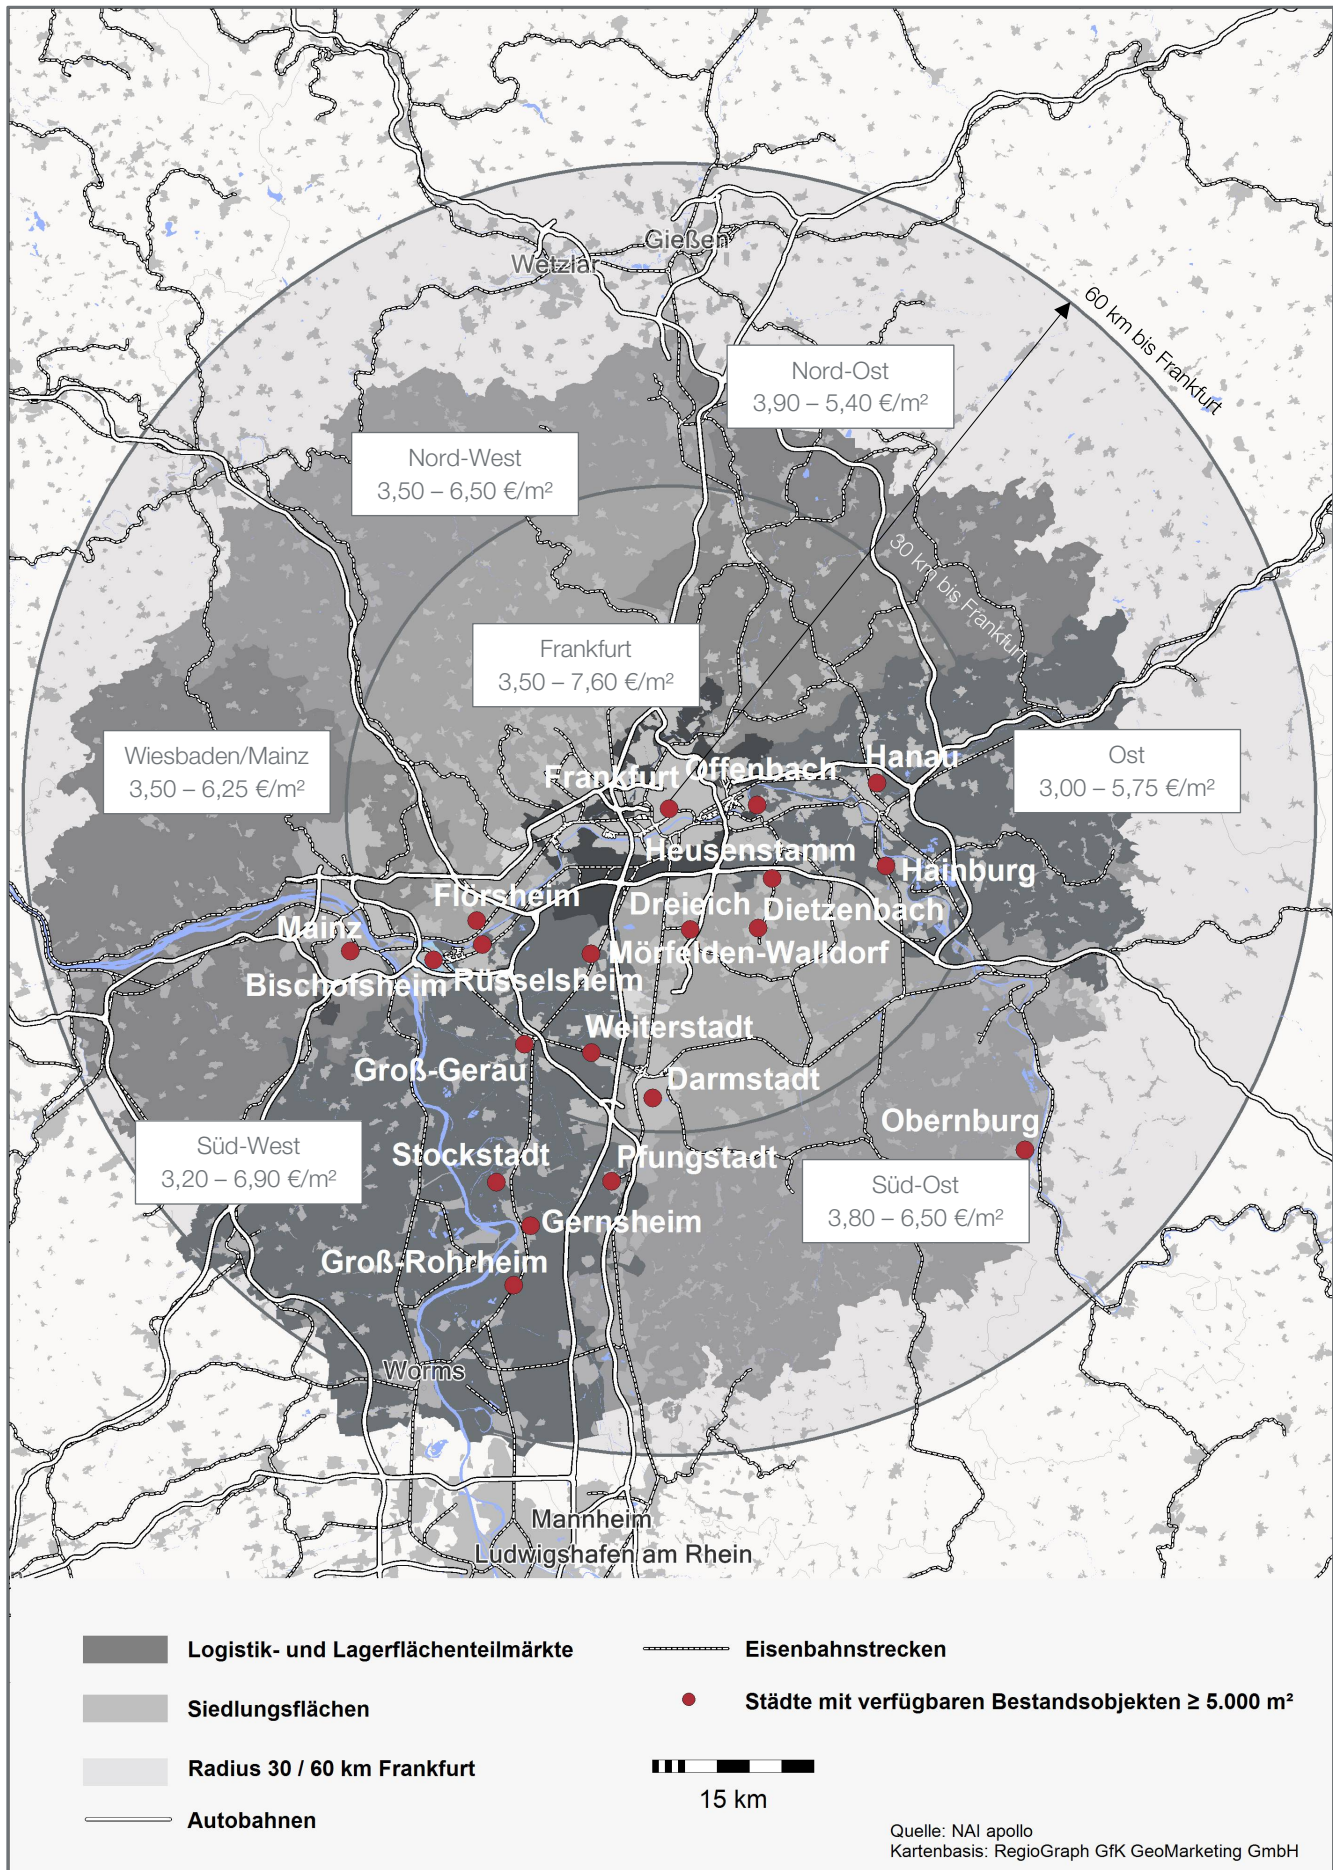 Gießen
Wetzlar
60 km bis Frankfurt
Nord-Ost
3,90 – 5,40 €/m²
Nord-West
3,50 – 6,50 €/m²
30 km bis Frankfurt
Frankfurt
3,50 – 7,60 €/m²
Wiesbaden/Mainz
3,50 – 6,25 €/m²
Ost
3,00 – 5,75 €/m²
Frankfurt
Offenbach
Hanau
Heusenstamm
Hainburg
Flörsheim
Dreieich
Dietzenbach
Mainz
Mörfelden-Walldorf
Bischofsheim
Rüsselsheim
Weiterstadt
Groß-Gerau
Darmstadt
Obernburg
Süd-West
3,20 – 6,90 €/m²
Stockstadt
Pfungstadt
Süd-Ost
3,80 – 6,50 €/m²
Gernsheim
Groß-Rohrheim
Worms
Mannheim
Ludwigshafen am Rhein
Logistik- und Lagerflächenteilmärkte
Eisenbahnstrecken
Siedlungsflächen
Städte mit verfügbaren Bestandsobjekten ≥ 5.000 m²
Radius 30 / 60 km Frankfurt
15 km
Autobahnen
Quelle: NAI apollo
Kartenbasis: RegioGraph GfK GeoMarketing GmbH